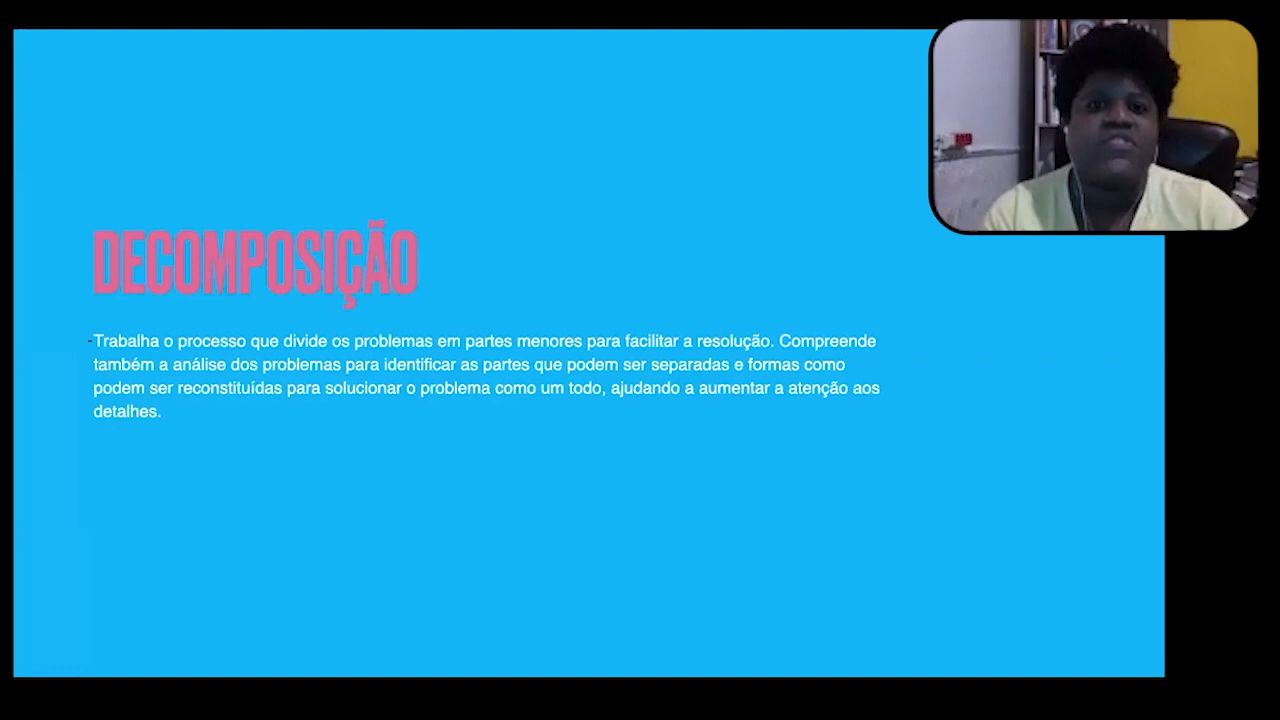 DECOMPOSIÇÃO
-Trabalha o processo que divide os problemas em partes menores para facilitar a resolução. Compreende
também a análise dos problemas para identificar as partes que podem ser separadas e formas como
podem ser reconstituídas para solucionar o problema como um todo, ajudando a aumentar a atenção aos
detalhes.